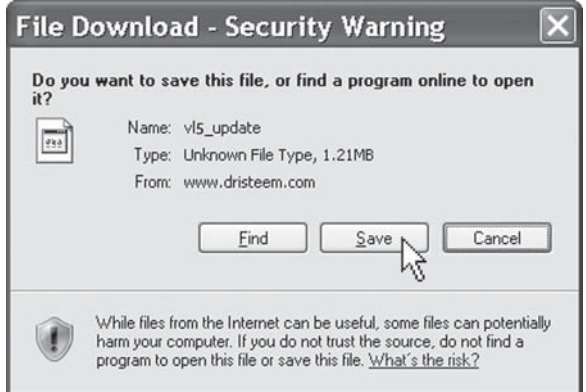 File Download - Security Warning
Do you want to save this file, or find a program online to open
it?
Name: vl5_update
Type: Unknown File Type, 1.21MB
From: www.dristeem.com
Find Save Cancel
While files from the Internet can be useful, some files can potentially
harm your computer. If you do not trust the source, do not find a
program to open this file or save this file. What's the risk?